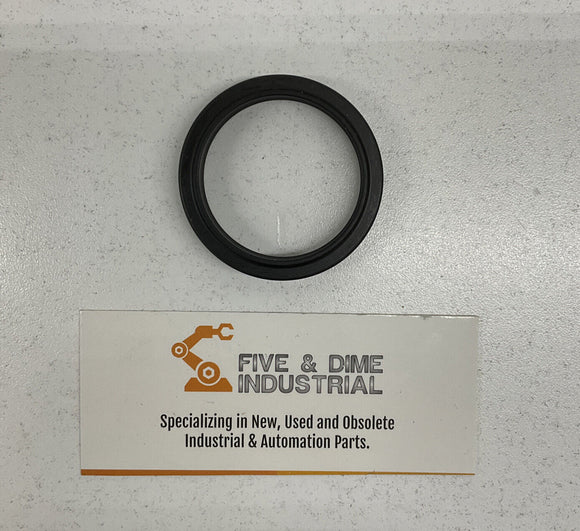 FIVE & DIME
INDUSTRIAL
Specializing in New, Used and Obsolete
Industrial & Automation Parts.